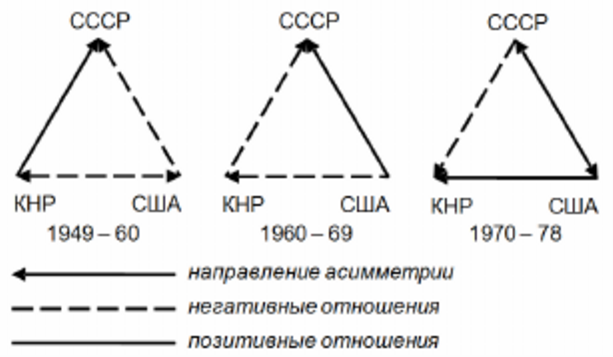 СССР СССР СССР
КНР США КНР США КНР США
1949 – 60 1960 – 69 1970 – 78
направление асимметрии
негативные отношения
позитивные отношения